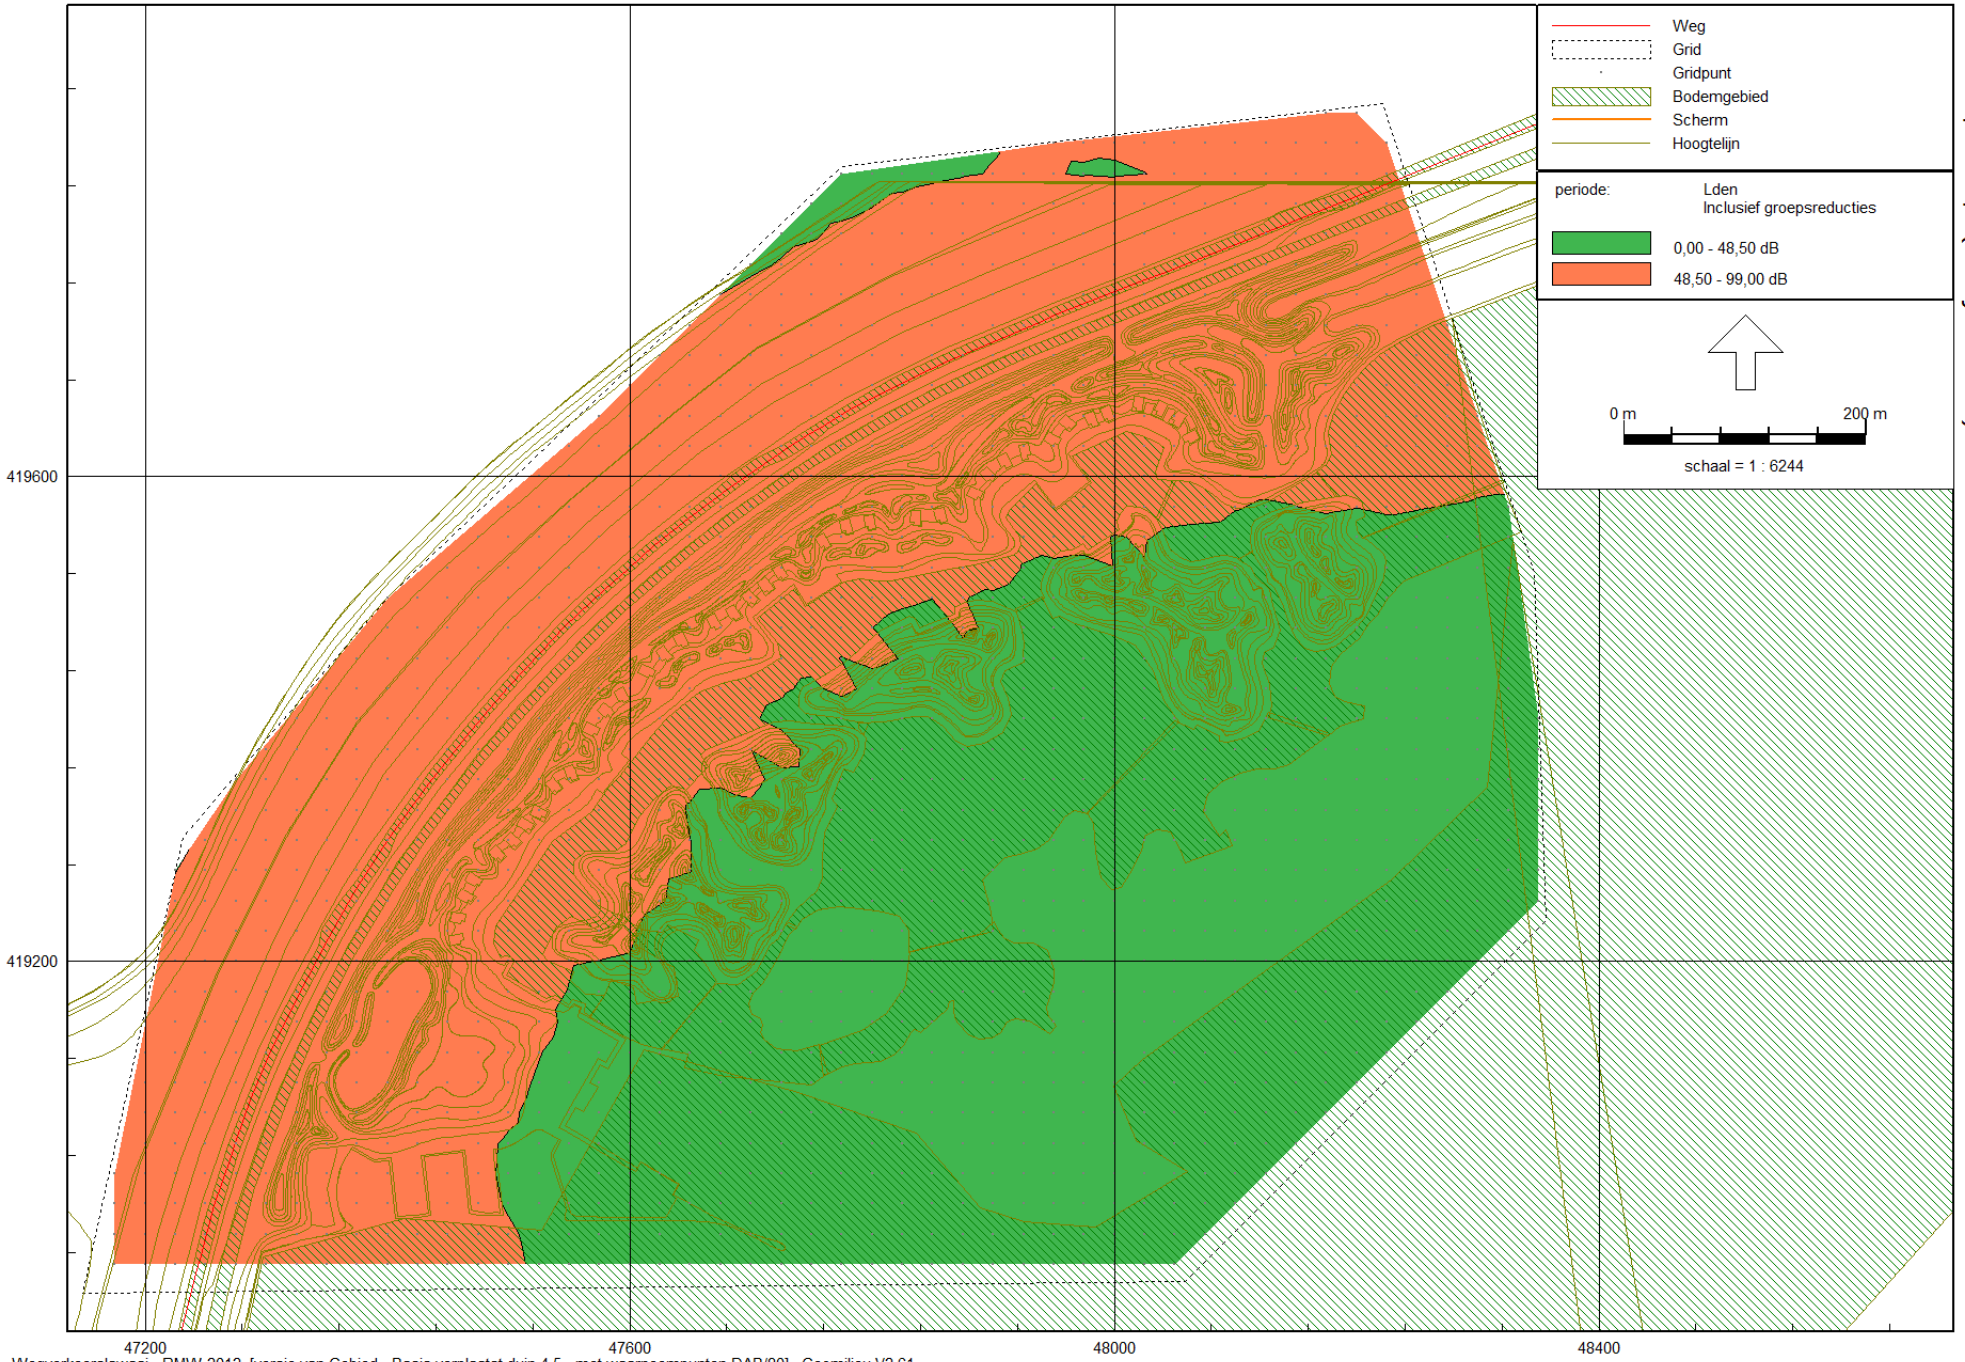 Weg
Grid
Gridpunt
Bodemgebied
Scherm
Hoogtelijn
periode: Lden
Inclusief groepsreducties
0,00 - 48,50 dB
48,50 - 99,00 dB
0 m 200 m
schaal = 1 : 6244
419600
419200
47200 47600 48000 48400